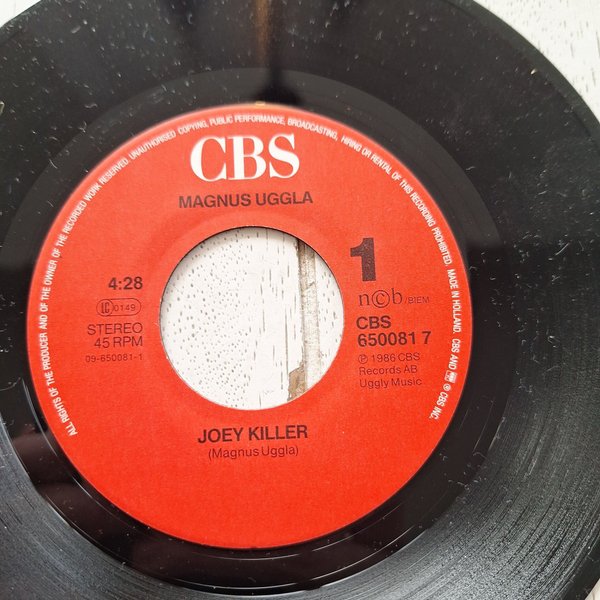 ALL RIGHTS OF THE PRODUCER AND OF THE OWNER OF THE RECORDED WORK RESERVED. UNAUTHORISED COPYING, PUBLIC PERFORMANCE, BROADCASTING, HIRING OR RENTAL OF THIS RECORDING PROHIBITED. MADE IN HOLLAND. CBS AND ® CBS INC.
CBS
MAGNUS UGGLA
1
4:28
LC 0149
STEREO
45 RPM
09-650081-1
n©b /BIEM
CBS
650081 7
℗ 1986 CBS
Records AB
Uggly Music
JOEY KILLER
(Magnus Uggla)